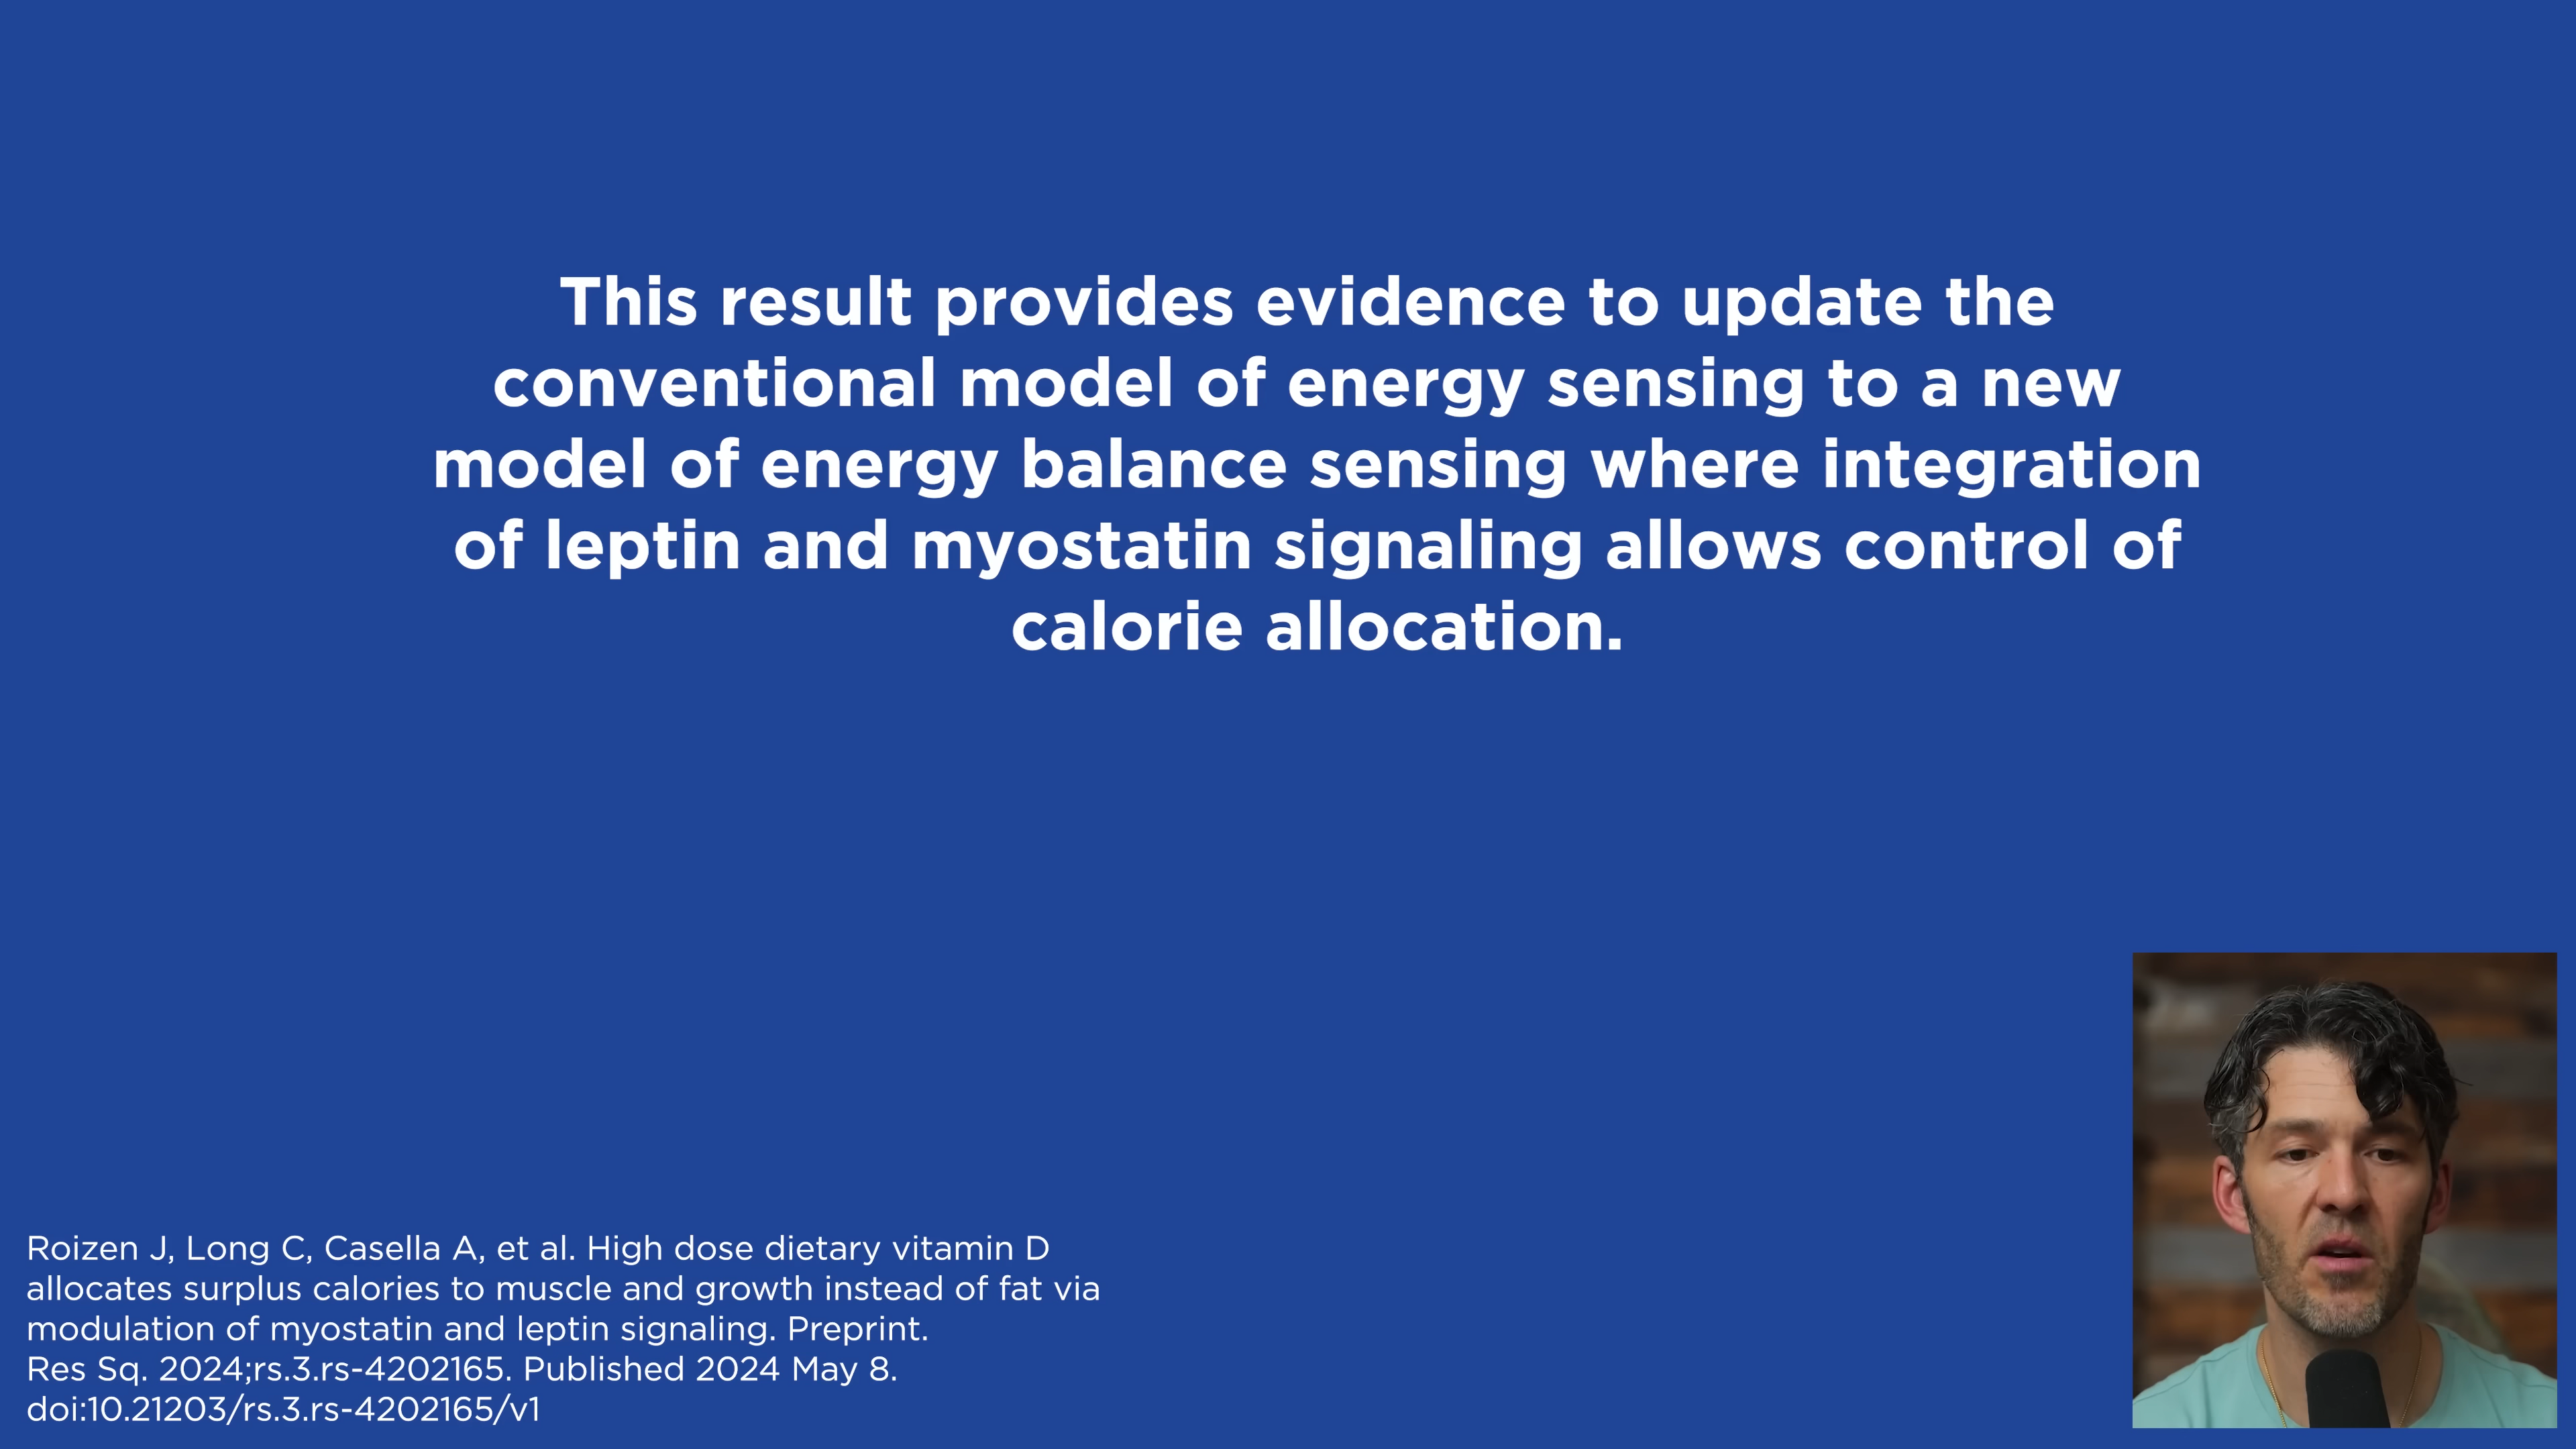 This result provides evidence to update the
conventional model of energy sensing to a new
model of energy balance sensing where integration
of leptin and myostatin signaling allows control of
calorie allocation.
Roizen J, Long C, Casella A, et al. High dose dietary vitamin D
allocates surplus calories to muscle and growth instead of fat via
modulation of myostatin and leptin signaling. Preprint.
Res Sq. 2024;rs.3.rs-4202165. Published 2024 May 8.
doi:10.21203/rs.3.rs-4202165/v1